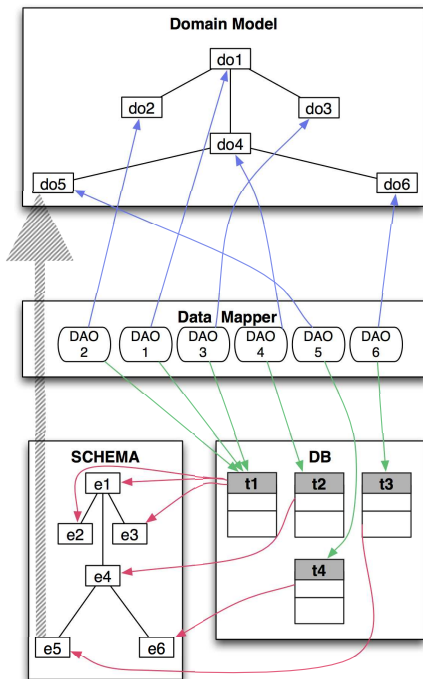 Domain Model
do1
do2
do3
do4
do5
do6
Data Mapper
DAO
2
DAO
1
DAO
3
DAO
4
DAO
5
DAO
6
SCHEMA
e1
e2
e3
e4
e5
e6
DB
t1
t2
t3
t4